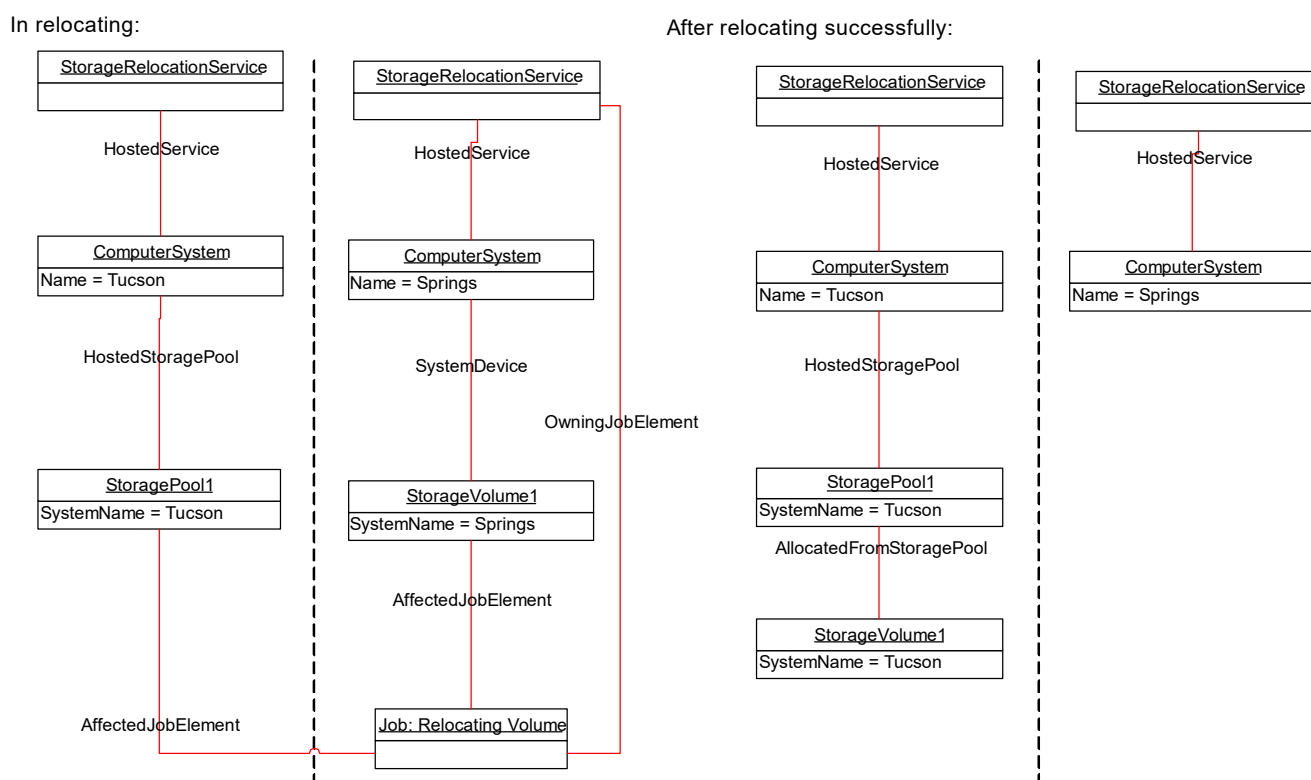 In relocating:
StorageRelocationService
HostedService
ComputerSystem
Name = Tucson
HostedStoragePool
StoragePool1
SystemName = Tucson
AffectedJobElement
StorageRelocationService
HostedService
ComputerSystem
Name = Springs
SystemDevice
OwningJobElement
StorageVolume1
SystemName = Springs
AffectedJobElement
Job: Relocating Volume
After relocating successfully:
StorageRelocationService
HostedService
ComputerSystem
Name = Tucson
HostedStoragePool
StoragePool1
SystemName = Tucson
AllocatedFromStoragePool
StorageVolume1
SystemName = Tucson
StorageRelocationService
HostedService
ComputerSystem
Name = Springs